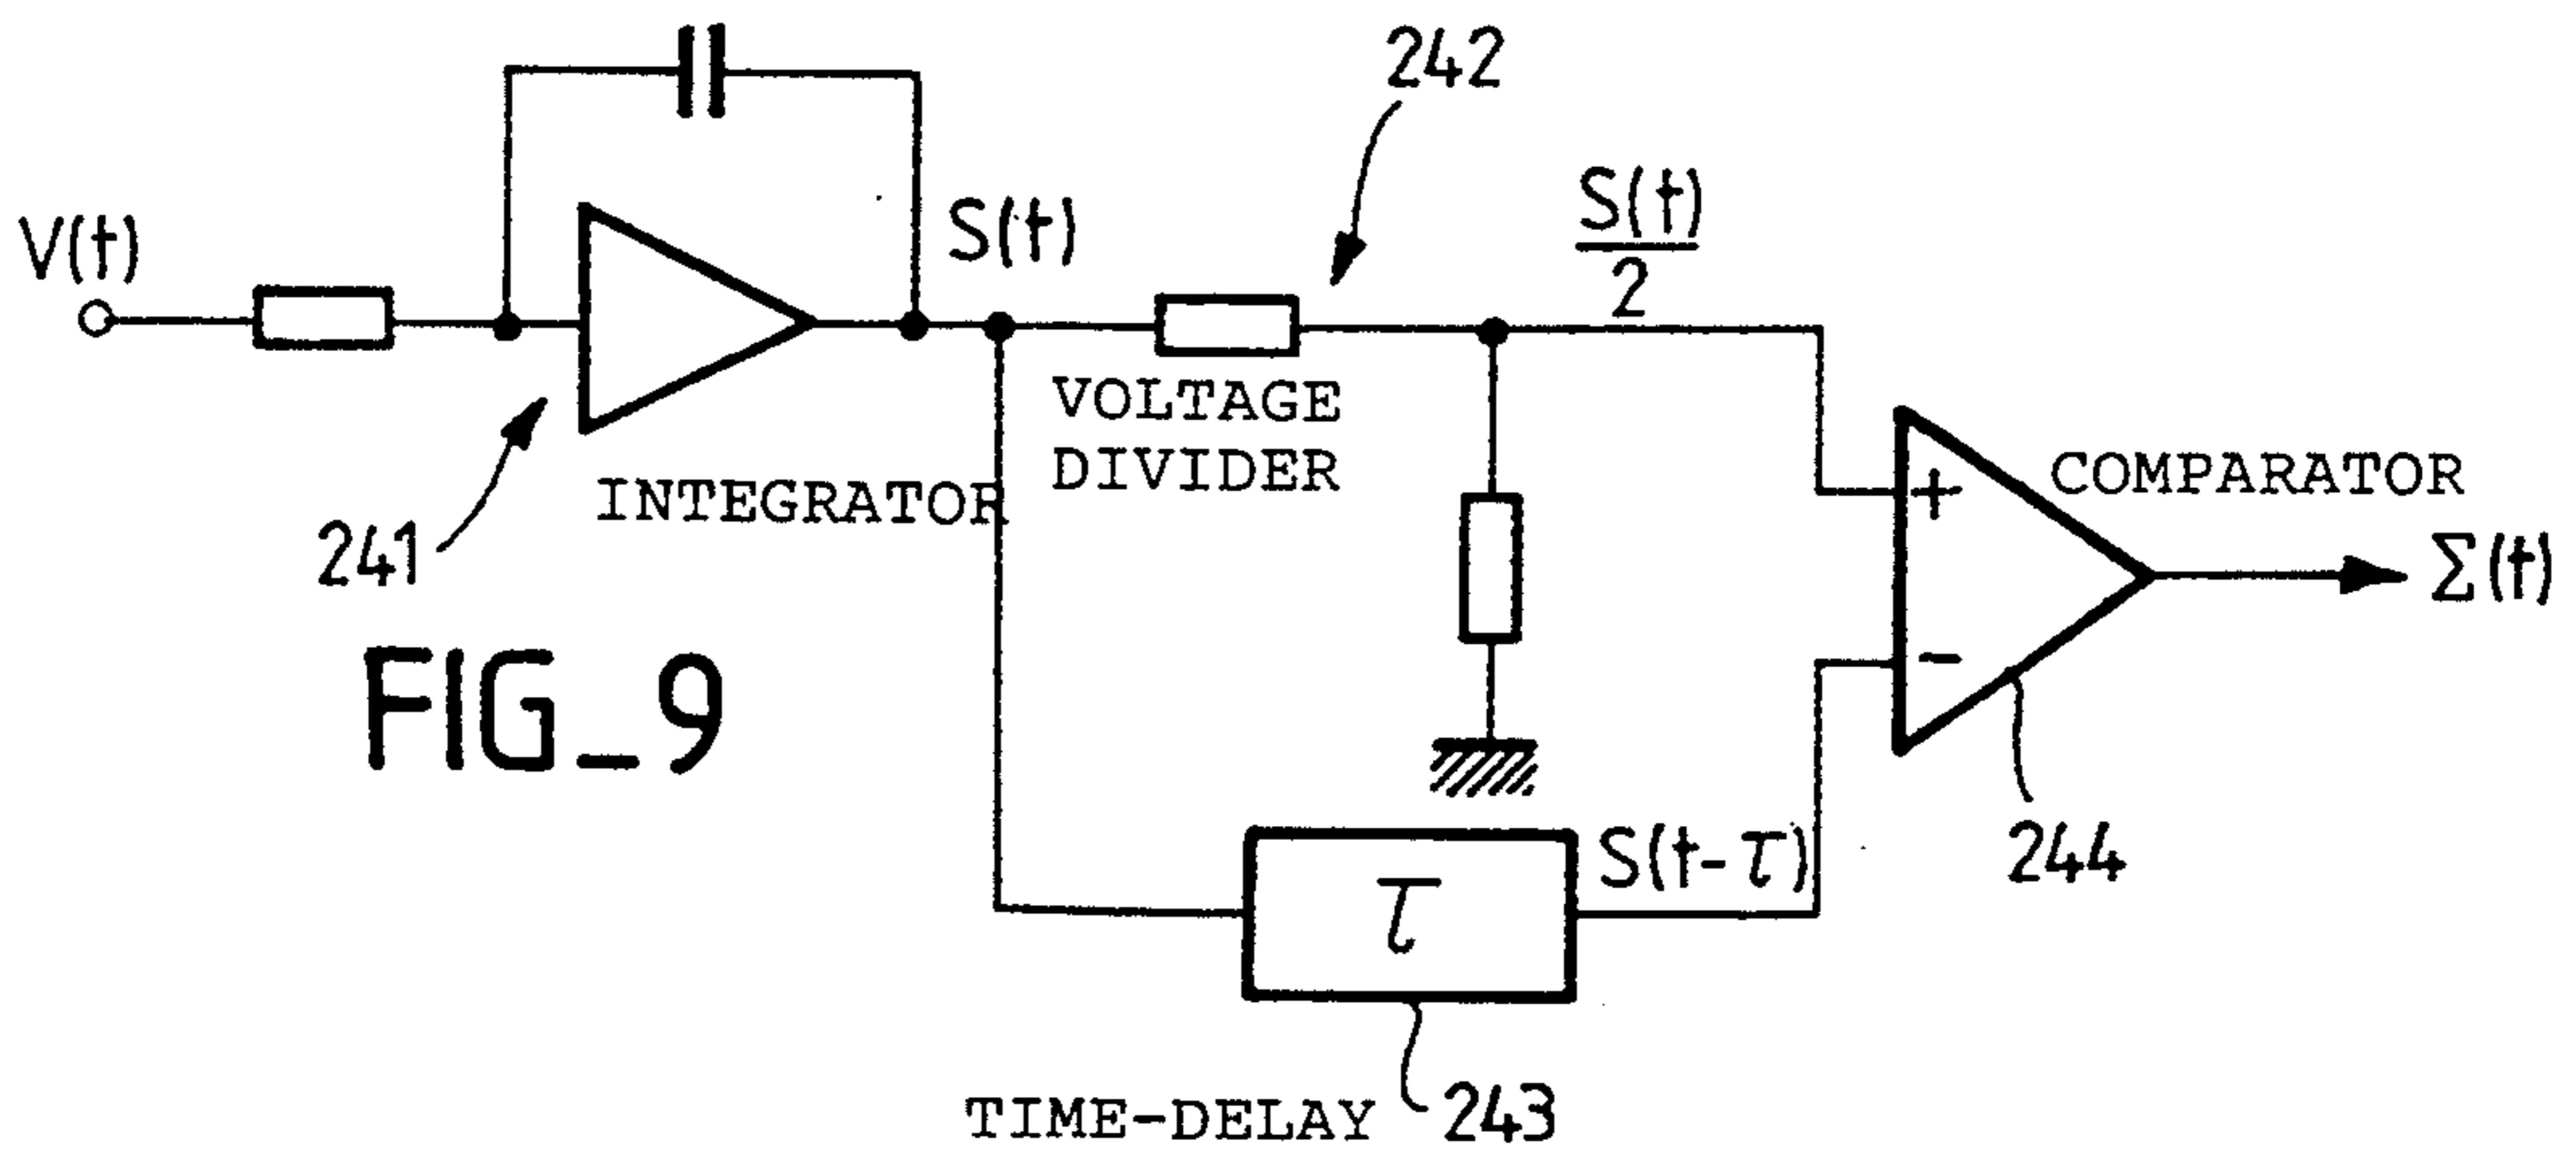 242
V(t)
S(t)
S(t)
2
VOLTAGE
DIVIDER
INTEGRATOR
241
+
COMPARATOR
Σ(t)
-
FIG_9
τ
S(t-τ)
244
TIME-DELAY
243